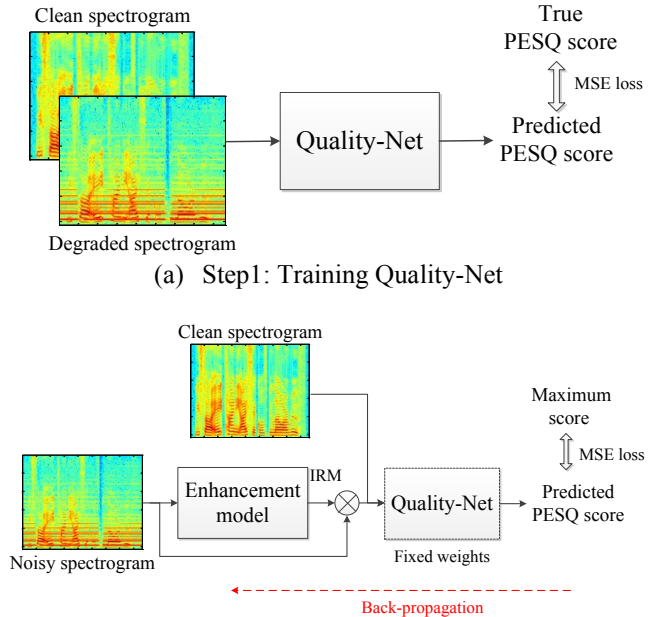 Clean spectrogram
True
PESQ score
MSE loss
Quality-Net
Predicted
PESQ score
Degraded spectrogram
(a) Step1: Training Quality-Net
Clean spectrogram
Maximum
score
MSE loss
IRM
Enhancement
model
Quality-Net
Predicted
PESQ score
Noisy spectrogram
Fixed weights
Back-propagation